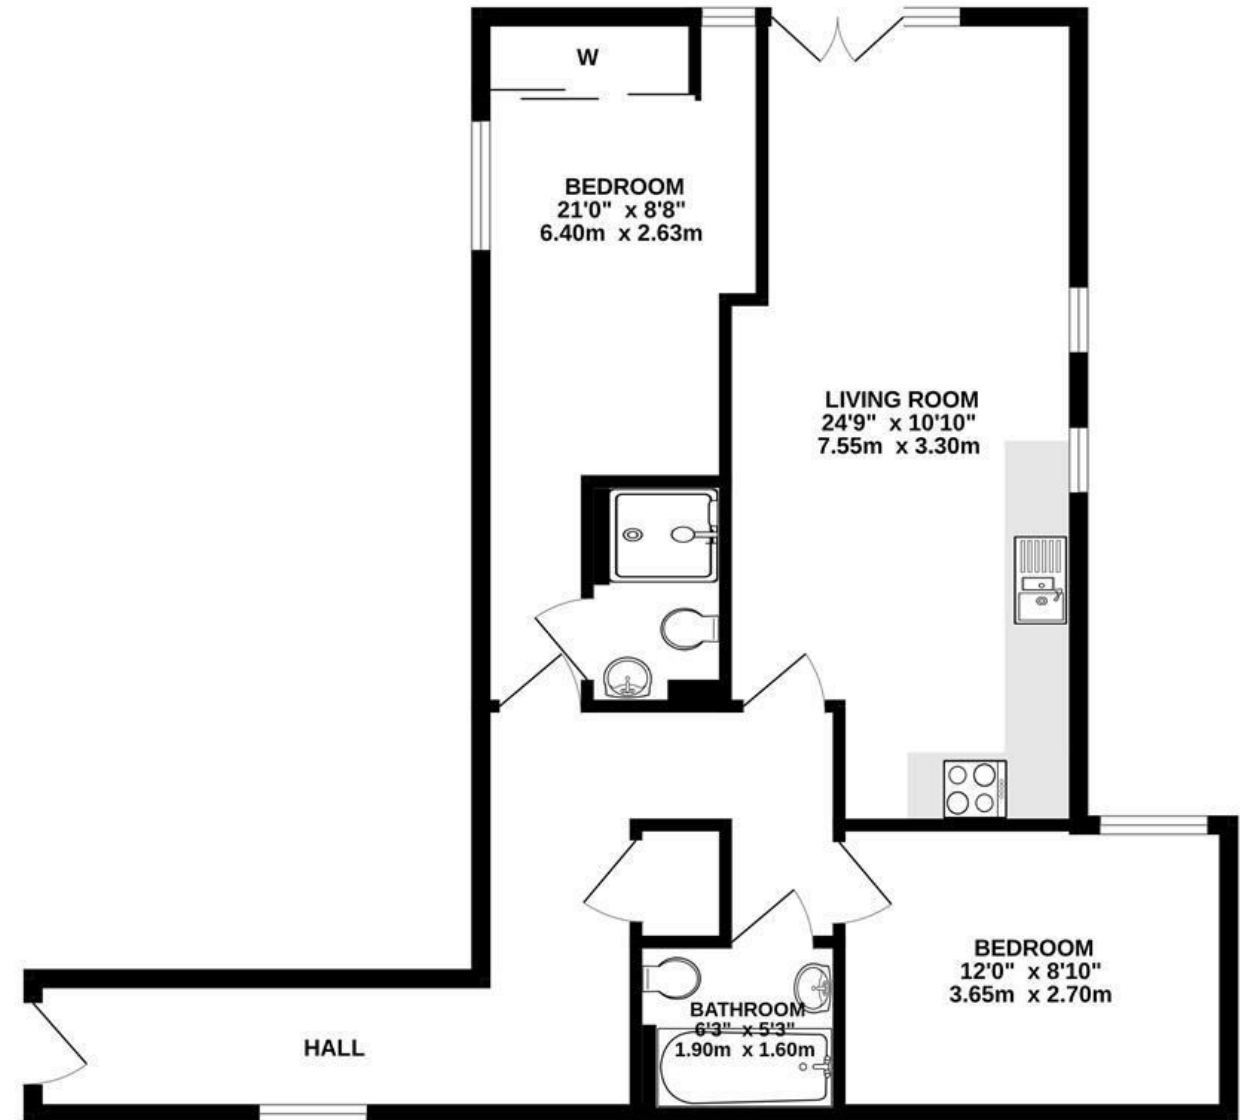 W
BEDROOM
21'0" x 8'8"
6.40m x 2.63m
LIVING ROOM
24'9" x 10'10"
7.55m x 3.30m
BEDROOM
12'0" x 8'10"
3.65m x 2.70m
BATHROOM
6'3" x 5'3"
1.90m x 1.60m
HALL